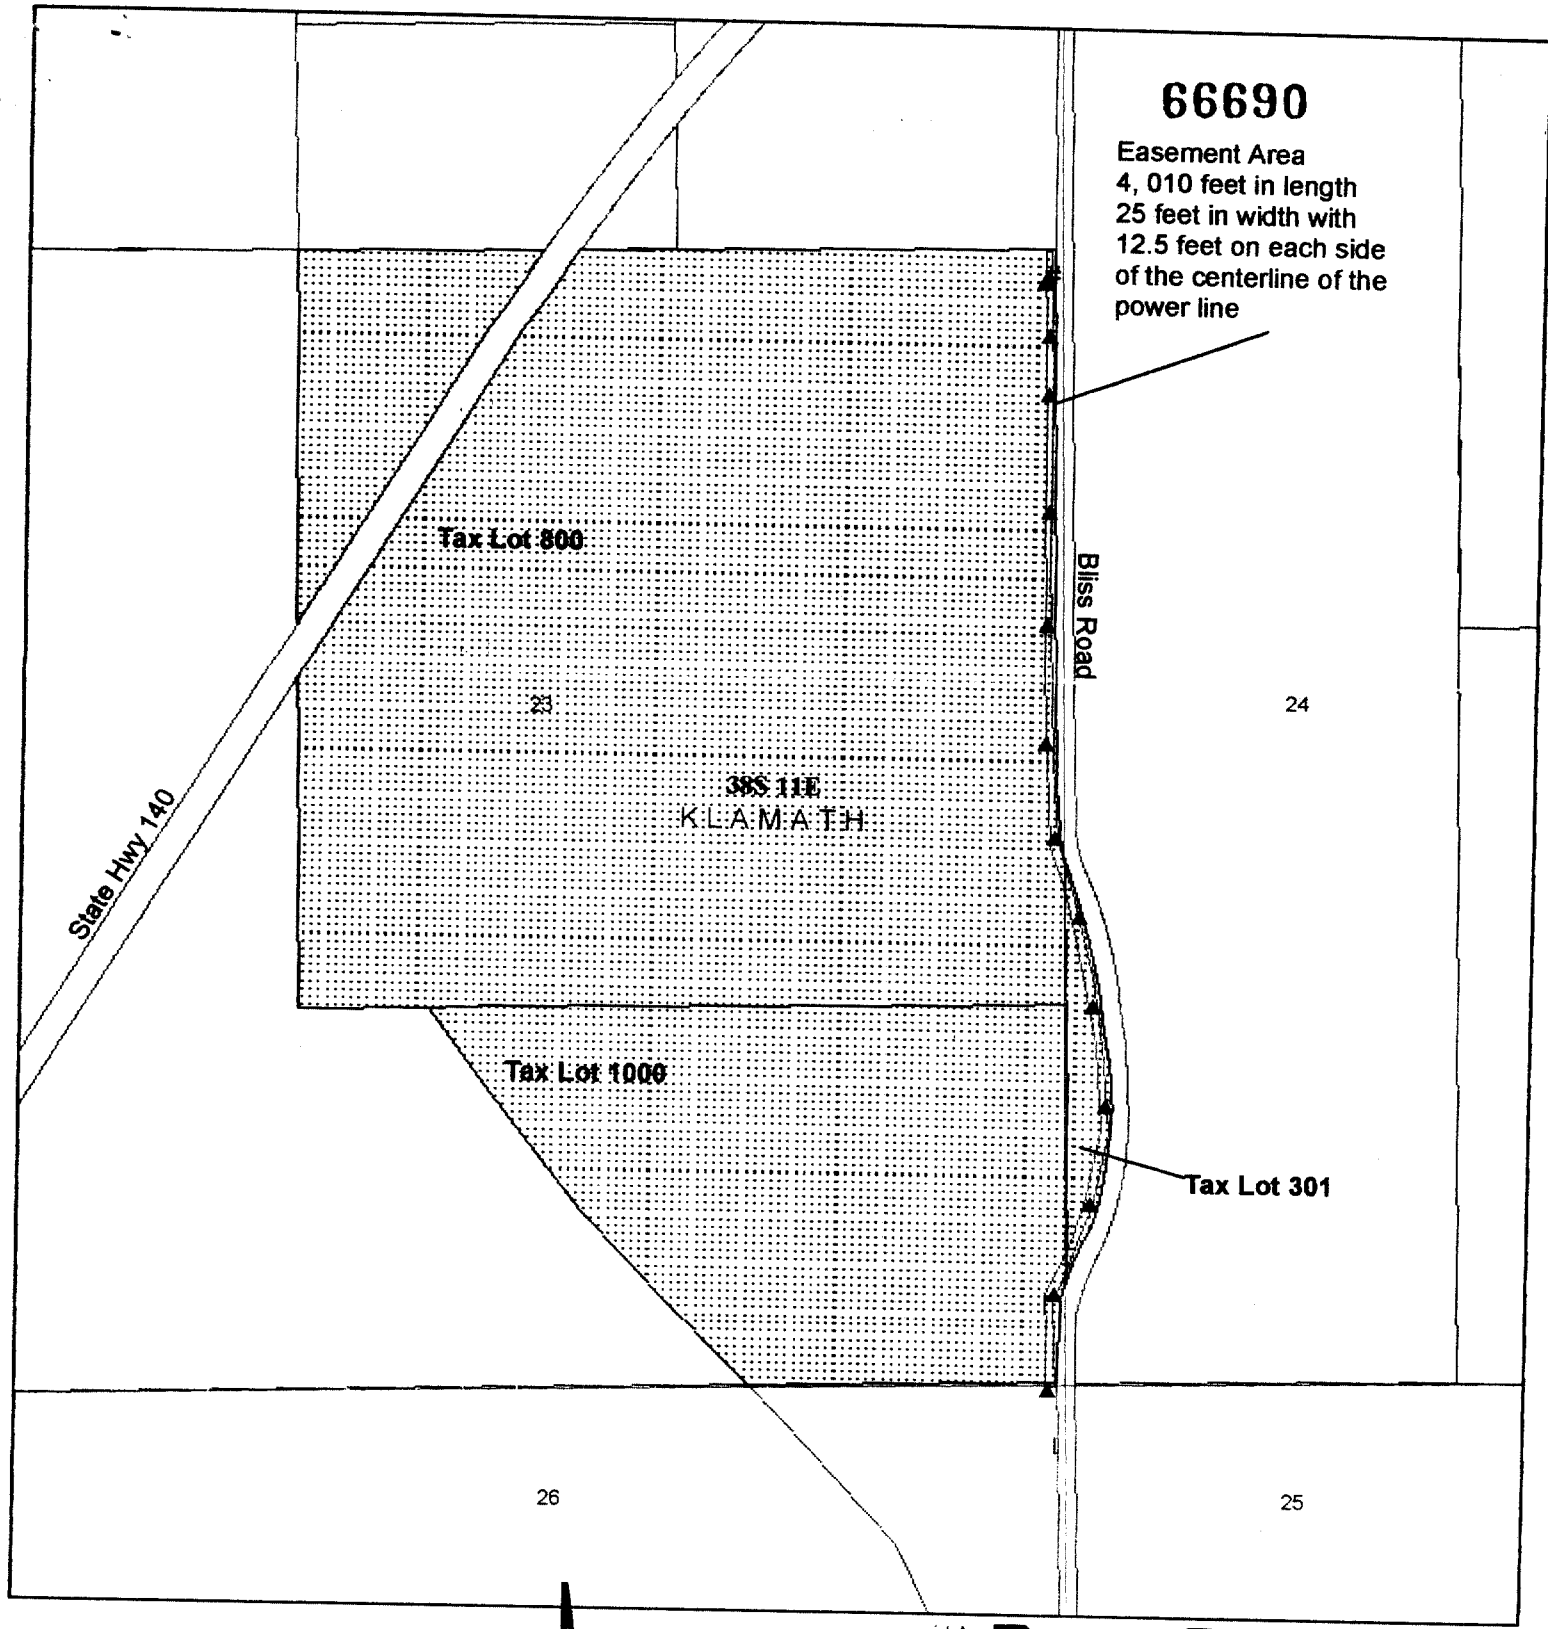 66690
Easement Area
4, 010 feet in length
25 feet in width with
12.5 feet on each side
of the centerline of the
power line
Tax Lot 800
Bliss Road
23
24
38S 11E
KLAMATH
State Hwy 140
Tax Lot 1000
Tax Lot 301
26
25